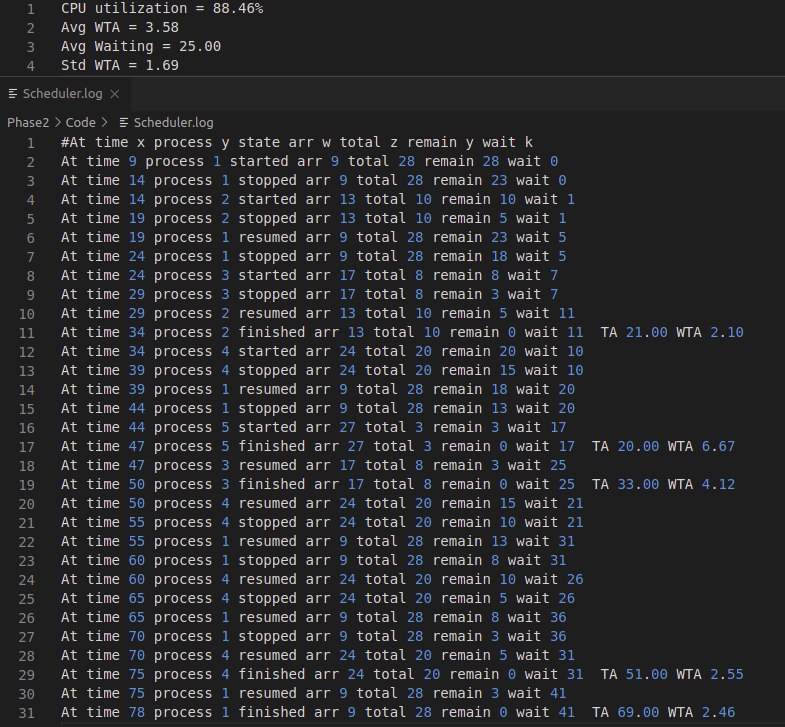 1 CPU utilization = 88.46%
2 Avg WTA = 3.58
3 Avg Waiting = 25.00
4 Std WTA = 1.69
Scheduler.log ×
Phase2 > Code > Scheduler.log
1 #At time x process y state arr w total z remain y wait k
2 At time 9 process 1 started arr 9 total 28 remain 28 wait 0
3 At time 14 process 1 stopped arr 9 total 28 remain 23 wait 0
4 At time 14 process 2 started arr 13 total 10 remain 10 wait 1
5 At time 19 process 2 stopped arr 13 total 10 remain 5 wait 1
6 At time 19 process 1 resumed arr 9 total 28 remain 23 wait 5
7 At time 24 process 1 stopped arr 9 total 28 remain 18 wait 5
8 At time 24 process 3 started arr 17 total 8 remain 8 wait 7
9 At time 29 process 3 stopped arr 17 total 8 remain 3 wait 7
10 At time 29 process 2 resumed arr 13 total 10 remain 5 wait 11
11 At time 34 process 2 finished arr 13 total 10 remain 0 wait 11 TA 21.00 WTA 2.10
12 At time 34 process 4 started arr 24 total 20 remain 20 wait 10
13 At time 39 process 4 stopped arr 24 total 20 remain 15 wait 10
14 At time 39 process 1 resumed arr 9 total 28 remain 18 wait 20
15 At time 44 process 1 stopped arr 9 total 28 remain 13 wait 20
16 At time 44 process 5 started arr 27 total 3 remain 3 wait 17
17 At time 47 process 5 finished arr 27 total 3 remain 0 wait 17 TA 20.00 WTA 6.67
18 At time 47 process 3 resumed arr 17 total 8 remain 3 wait 25
19 At time 50 process 3 finished arr 17 total 8 remain 0 wait 25 TA 33.00 WTA 4.12
20 At time 50 process 4 resumed arr 24 total 20 remain 15 wait 21
21 At time 55 process 4 stopped arr 24 total 20 remain 10 wait 21
22 At time 55 process 1 resumed arr 9 total 28 remain 13 wait 31
23 At time 60 process 1 stopped arr 9 total 28 remain 8 wait 31
24 At time 60 process 4 resumed arr 24 total 20 remain 10 wait 26
25 At time 65 process 4 stopped arr 24 total 20 remain 5 wait 26
26 At time 65 process 1 resumed arr 9 total 28 remain 8 wait 36
27 At time 70 process 1 stopped arr 9 total 28 remain 3 wait 36
28 At time 70 process 4 resumed arr 24 total 20 remain 5 wait 31
29 At time 75 process 4 finished arr 24 total 20 remain 0 wait 31 TA 51.00 WTA 2.55
30 At time 75 process 1 resumed arr 9 total 28 remain 3 wait 41
31 At time 78 process 1 finished arr 9 total 28 remain 0 wait 41 TA 69.00 WTA 2.46